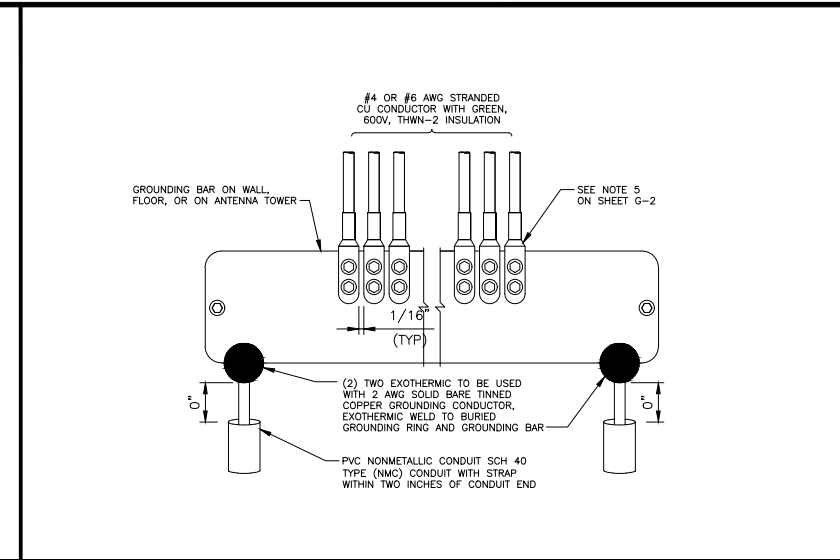 #4 OR #6 AWG STRANDED
CU CONDUCTOR WITH GREEN,
600V, THWN-2 INSULATION
GROUNDING BAR ON WALL,
FLOOR, OR ON ANTENNA TOWER
SEE NOTE 5
ON SHEET G-2
1/16"
(TYP)
(2) TWO EXOTHERMIC TO BE USED
WITH 2 AWG SOLID BARE TINNED
COPPER GROUNDING CONDUCTOR,
EXOTHERMIC WELD TO BURIED
GROUNDING RING AND GROUNDING BAR
0"
0"
PVC NONMETALLIC CONDUIT SCH 40
TYPE (NMC) CONDUIT WITH STRAP
WITHIN TWO INCHES OF CONDUIT END